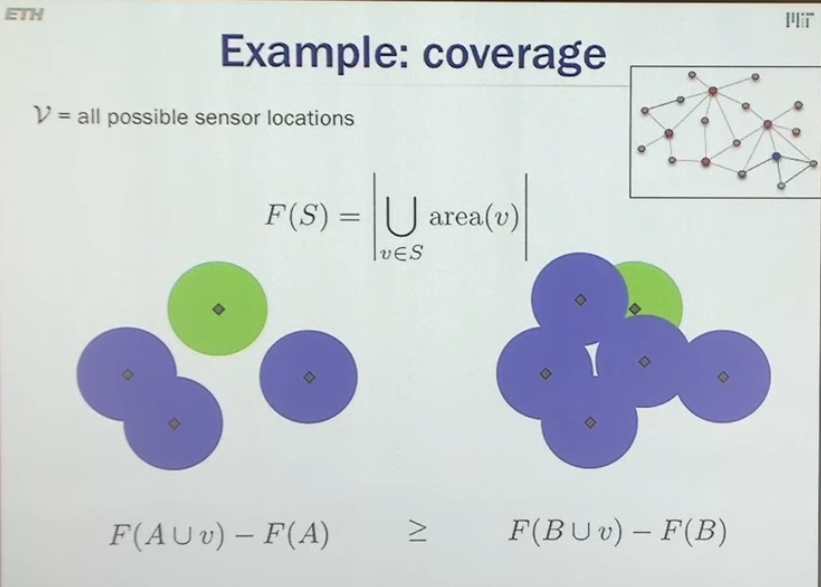 ETH
MIT
Example: coverage
𝒱 = all possible sensor locations
F(S) = |⋃_{v∈S} area(v)|
F(A ∪ v) − F(A) ≥ F(B ∪ v) − F(B)